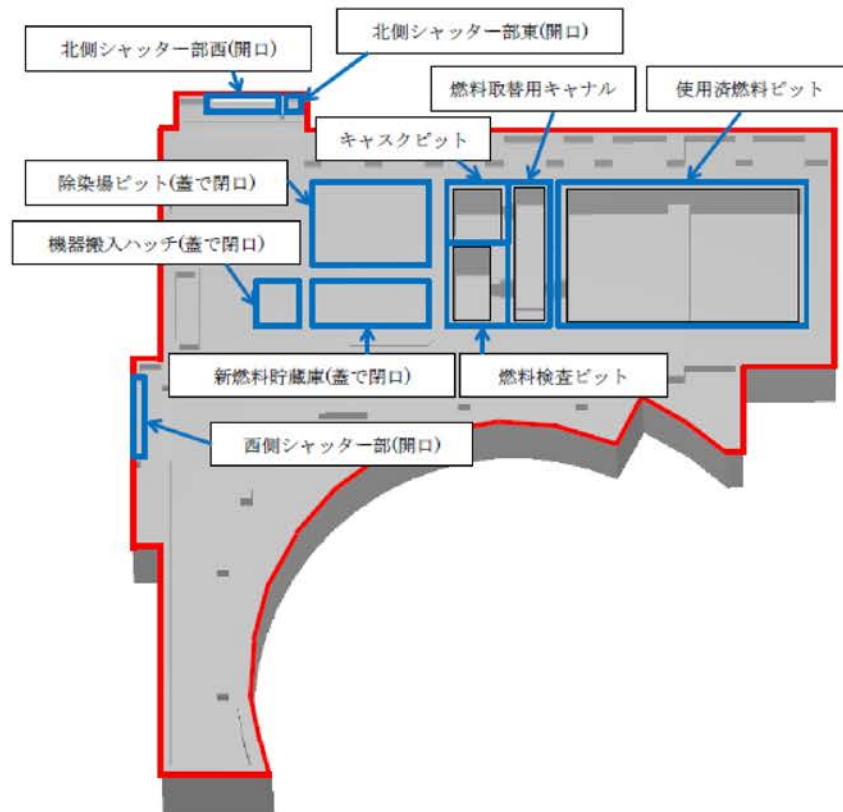 北側シャッター部東(開口)
北側シャッター部西(開口)
燃料取替用キャナル
使用済燃料ピット
キャスクピット
除染場ピット(蓋で閉口)
機器搬入ハッチ(蓋で閉口)
新燃料貯蔵庫(蓋で閉口)
燃料検査ピット
西側シャッター部(開口)